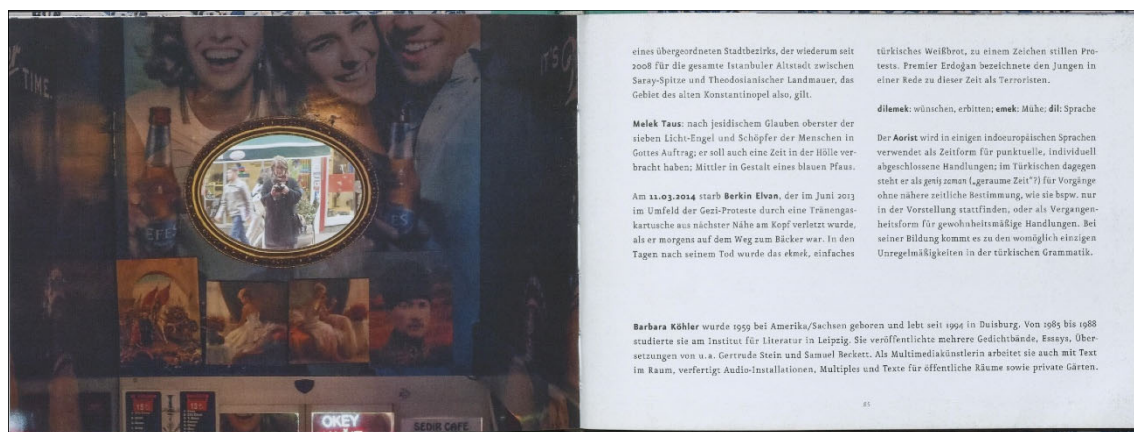 TIME.
IT'S
EFES
EFES
OKEY
SEDIR CAFE
eines übergeordneten Stadtbezirks, der wiederum seit
2008 für die gesamte Istanbuler Altstadt zwischen
Saray-Spitze und Theodosianischer Landmauer, das
Gebiet des alten Konstantinopel also, gilt.
Melek Taus: nach jesidischem Glauben oberster der
sieben Licht-Engel und Schöpfer der Menschen in
Gottes Auftrag; er soll auch eine Zeit in der Hölle ver-
bracht haben; Mittler in Gestalt eines blauen Pfaus.
Am 11.03.2014 starb Berkin Elvan, der im Juni 2013
im Umfeld der Gezi-Proteste durch eine Tränengas-
kartusche aus nächster Nähe am Kopf verletzt wurde,
als er morgens auf dem Weg zum Bäcker war. In den
Tagen nach seinem Tod wurde das ekmek, einfaches
türkisches Weißbrot, zu einem Zeichen stillen Pro-
tests. Premier Erdoğan bezeichnete den Jungen in
einer Rede zu dieser Zeit als Terroristen.
dilemek: wünschen, erbitten; emek: Mühe; dil: Sprache
Der Aorist wird in einigen indoeuropäischen Sprachen
verwendet als Zeitform für punktuelle, individuell
abgeschlossene Handlungen; im Türkischen dagegen
steht er als geniş zaman („geraume Zeit“?) für Vorgänge
ohne nähere zeitliche Bestimmung, wie sie bspw. nur
in der Vorstellung stattfinden, oder als Vergangen-
heitsform für gewohnheitsmäßige Handlungen. Bei
seiner Bildung kommt es zu den womöglich einzigen
Unregelmäßigkeiten in der türkischen Grammatik.
Barbara Köhler wurde 1959 bei Amerika/Sachsen geboren und lebt seit 1994 in Duisburg. Von 1985 bis 1988
studierte sie am Institut für Literatur in Leipzig. Sie veröffentlichte mehrere Gedichtbände, Essays, Über-
setzungen von u. a. Gertrude Stein und Samuel Beckett. Als Multimediakünstlerin arbeitet sie auch mit Text
im Raum, verfertigt Audio-Installationen, Multiples und Texte für öffentliche Räume sowie private Gärten.